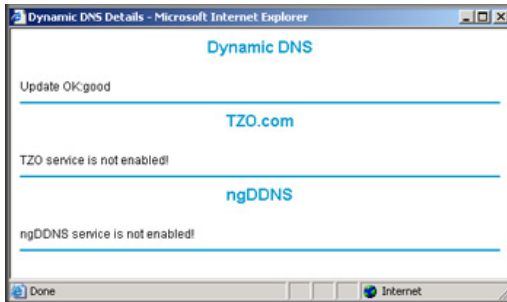 Dynamic DNS Details - Microsoft Internet Explorer
Dynamic DNS
Update OK:good
TZO.com
TZO service is not enabled!
ngDDNS
ngDDNS service is not enabled!
Done
Internet